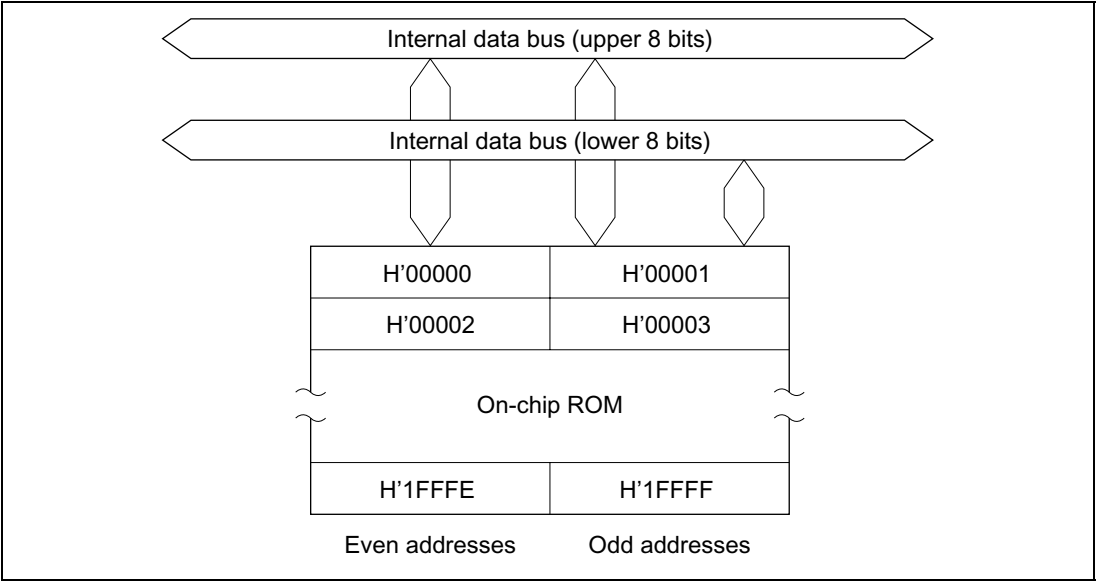 Internal data bus (upper 8 bits)
Internal data bus (lower 8 bits)
H’00000 H’00001
H’00002 H’00003
On-chip ROM
H’1FFFE H’1FFFF
Even addresses Odd addresses